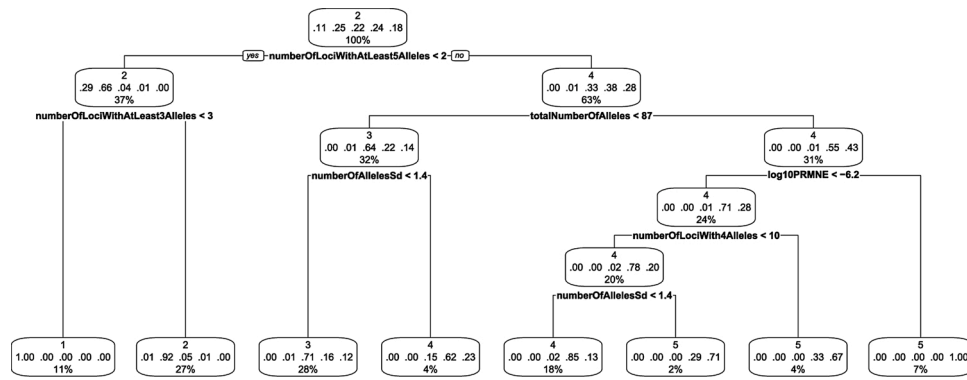 2
.11 .25 .22 .24 .18
100%
yes numberOfLociWithAtLeast5Alleles < 2 no
2
.29 .66 .04 .01 .00
37%
4
.00 .01 .33 .38 .28
63%
numberOfLociWithAtLeast3Alleles < 3
totalNumberOfAlleles < 87
3
.00 .01 .64 .22 .14
32%
4
.00 .00 .01 .55 .43
31%
numberOfAllelesSd < 1.4
log10PRMNE < −6.2
4
.00 .00 .01 .71 .28
24%
numberOfLociWith4Alleles < 10
4
.00 .00 .02 .78 .20
20%
numberOfAllelesSd < 1.4
1
1.00 .00 .00 .00 .00
11%
2
.01 .92 .05 .01 .00
27%
3
.00 .01 .71 .16 .12
28%
4
.00 .00 .15 .62 .23
4%
4
.00 .00 .02 .85 .13
18%
5
.00 .00 .00 .29 .71
2%
5
.00 .00 .00 .33 .67
4%
5
.00 .00 .00 .00 1.00
7%